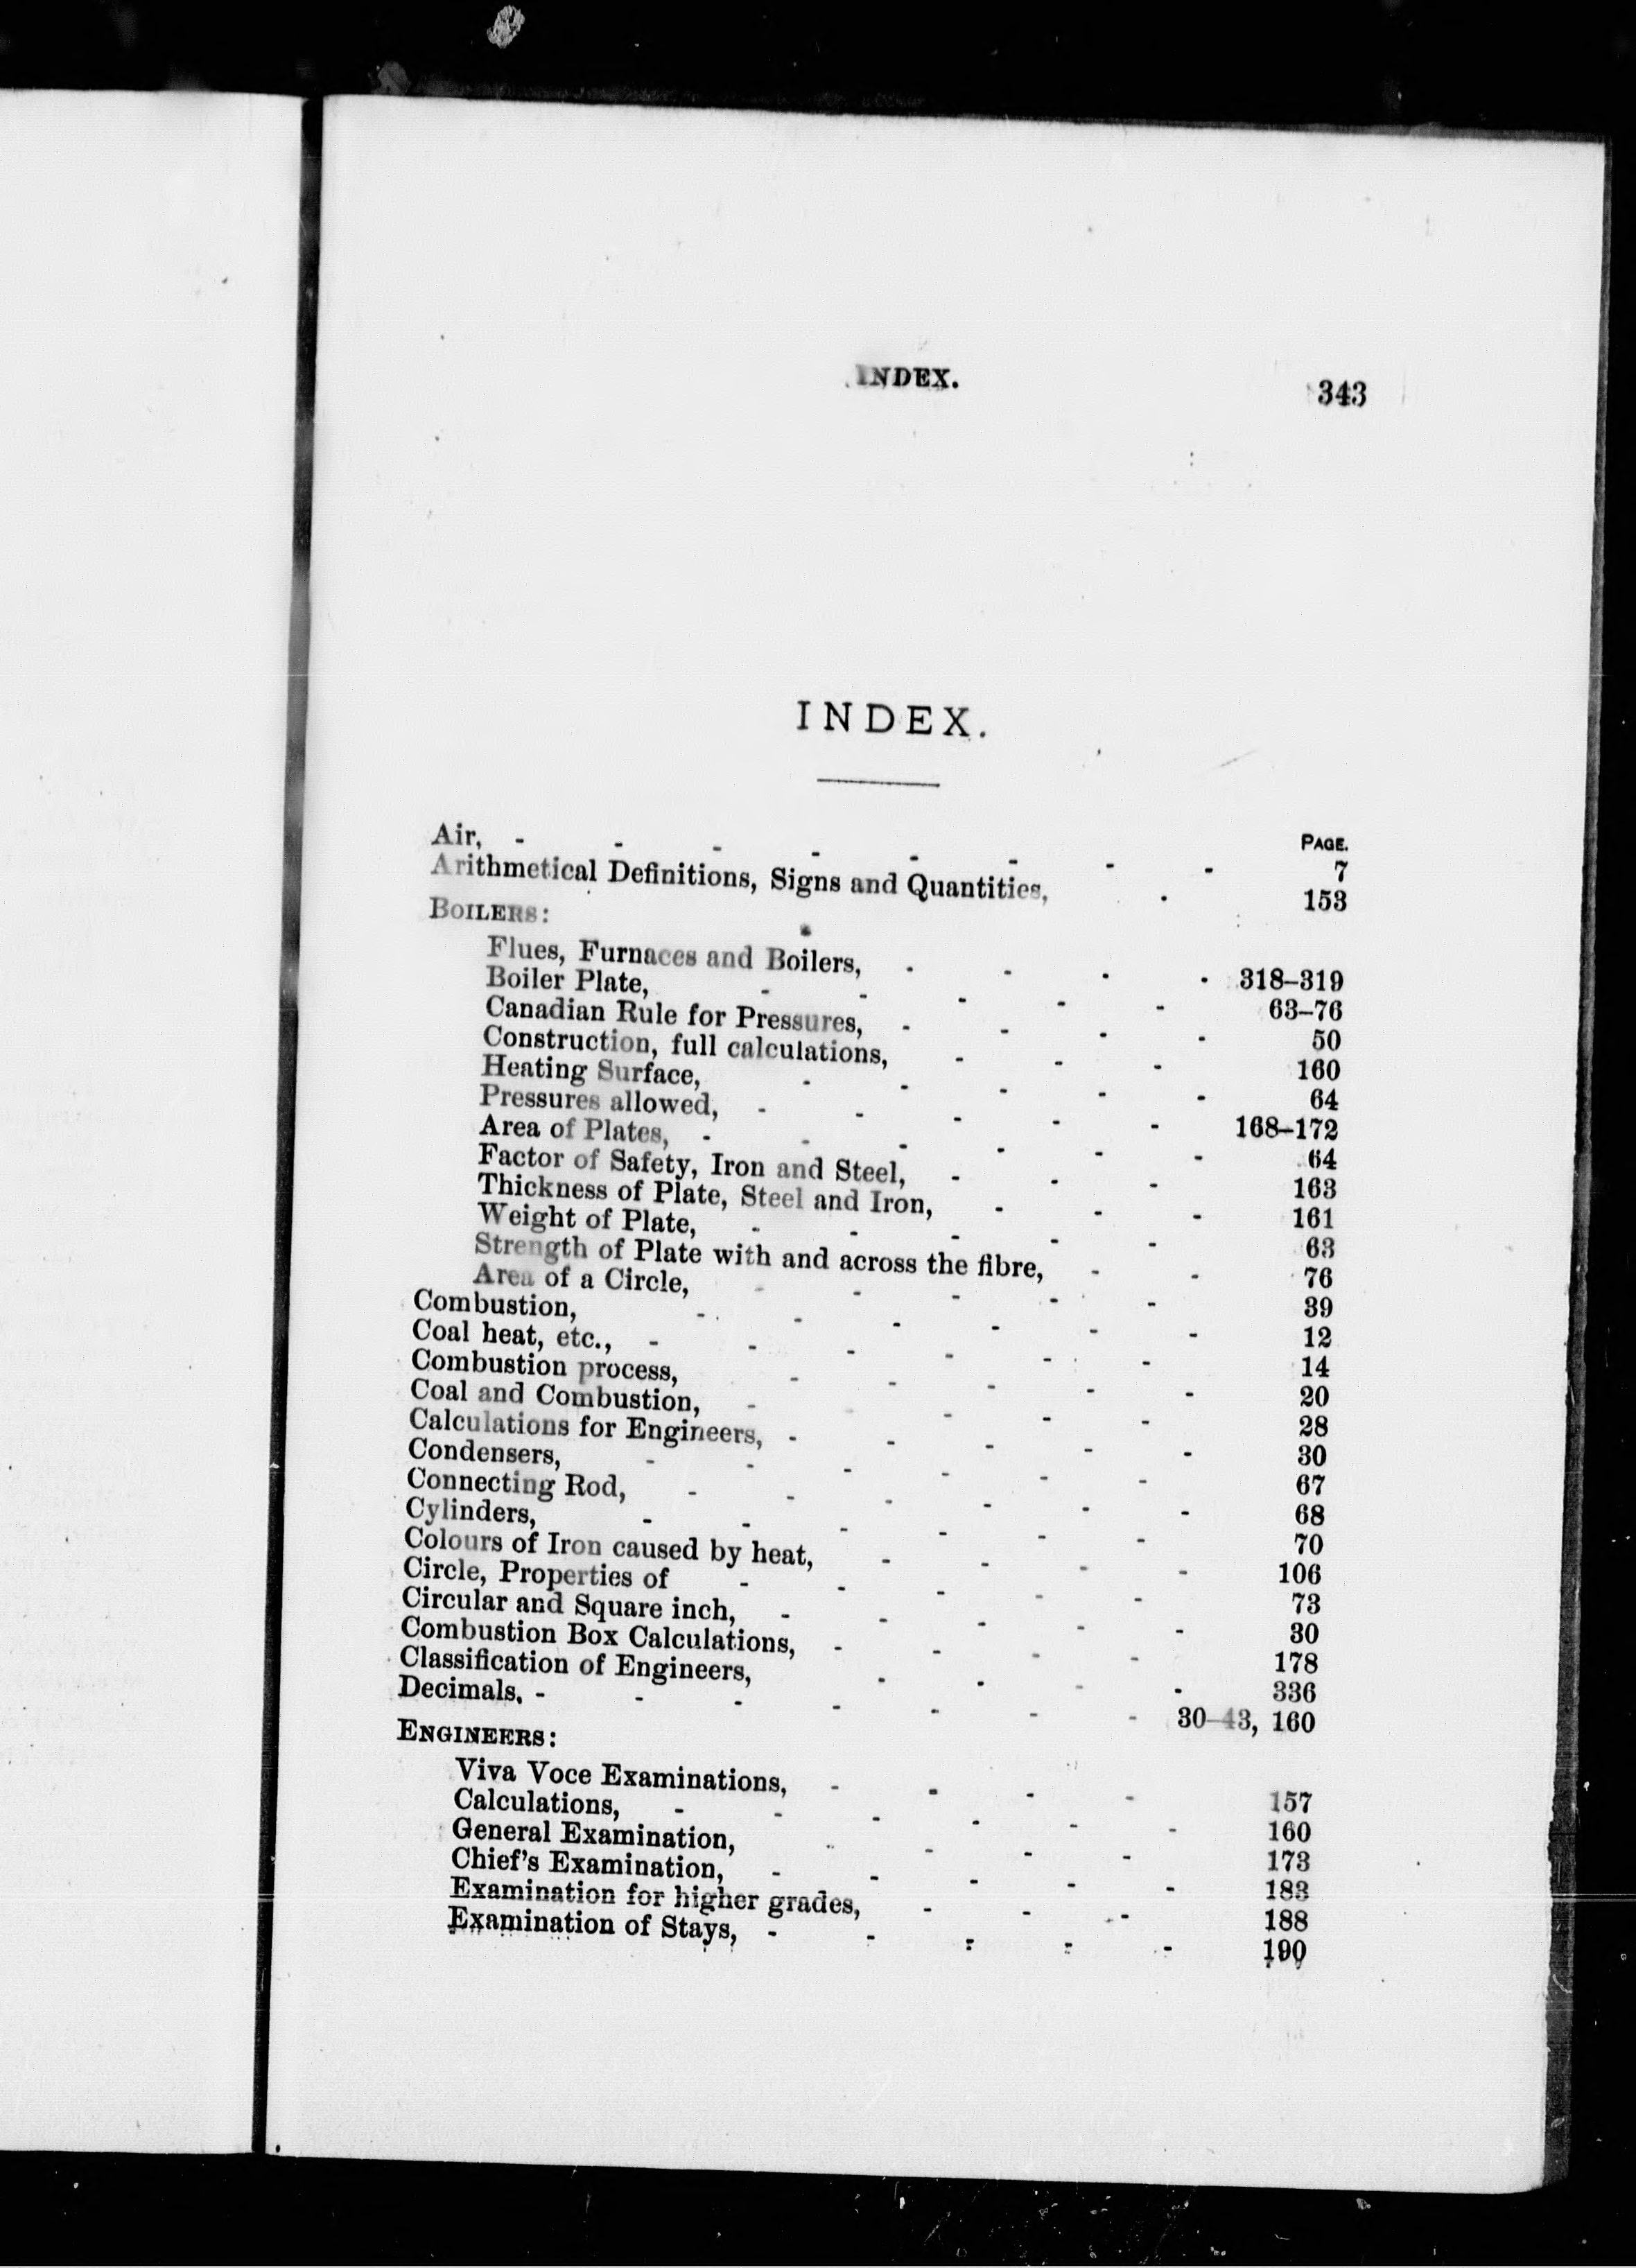 INDEX. 343
INDEX.
PAGE.
Air, - - - - - - - - 7
Arithmetical Definitions, Signs and Quantities, - 153
BOILERS:
Flues, Furnaces and Boilers, - - - - 318–319
Boiler Plate, - - - - - 63–76
Canadian Rule for Pressures, - - - - 50
Construction, full calculations, - - - 160
Heating Surface, - - - - - 64
Pressures allowed, - - - - - 168–172
Area of Plates, - - - - - - 64
Factor of Safety, Iron and Steel, - - - 163
Thickness of Plate, Steel and Iron, - - - 161
Weight of Plate, - - - - - 63
Strength of Plate with and across the fibre, - - 76
Area of a Circle, - - - - - 39
Combustion, - - - - - - 12
Coal heat, etc., - - - - - - 14
Combustion process, - - - - - 20
Coal and Combustion, - - - - - 28
Calculations for Engineers, - - - - - 30
Condensers, - - - - - - 67
Connecting Rod, - - - - - - 68
Cylinders, - - - - - - 70
Colours of Iron caused by heat, - - - - 106
Circle, Properties of - - - - - 73
Circular and Square inch, - - - - - 30
Combustion Box Calculations, - - - - 178
Classification of Engineers, - - - - 336
Decimals, - - - - - - - 30–43, 160
ENGINEERS:
Viva Voce Examinations, - - - - 157
Calculations, - - - - - - 160
General Examination, - - - - 173
Chief's Examination, - - - - - 183
Examination for higher grades, - - - 188
Examination of Stays, - - - - - 190